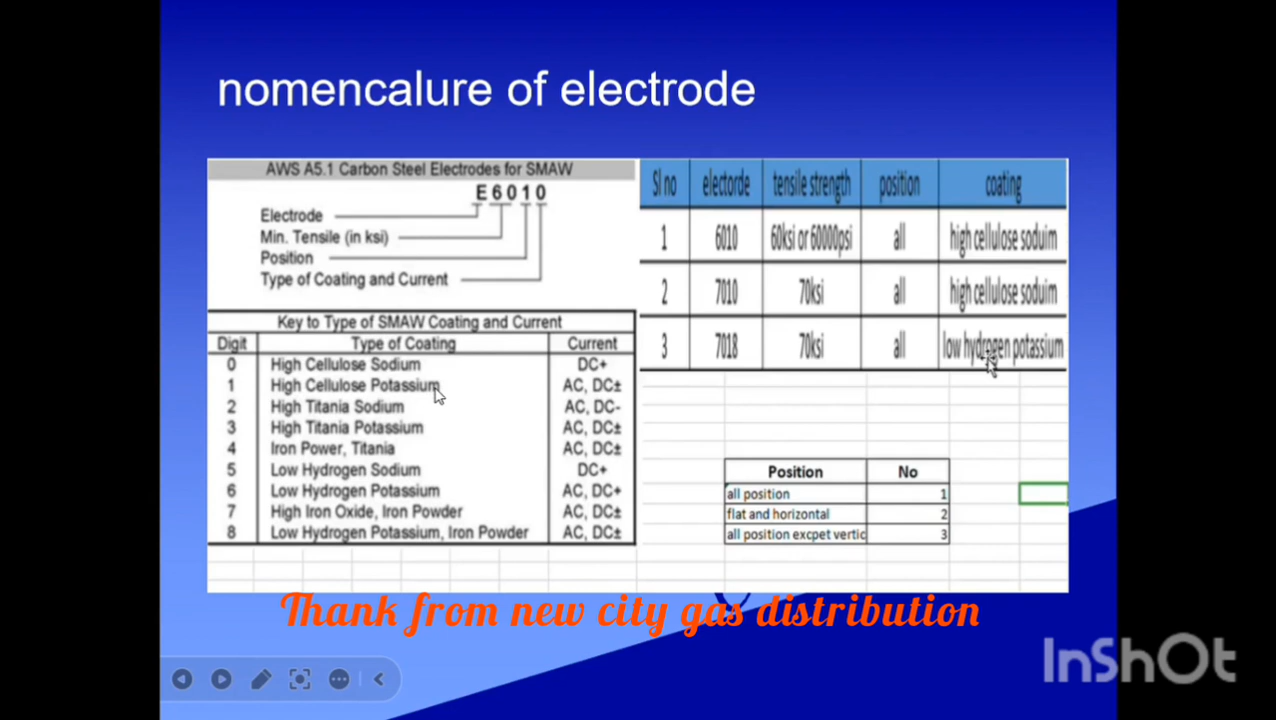 nomencalure of electrode
AWS A5.1 Carbon Steel Electrodes for SMAW
E6010
Electrode
Min. Tensile (in ksi)
Position
Type of Coating and Current
Key to Type of SMAW Coating and Current
Digit Type of Coating Current
0 High Cellulose Sodium DC+
1 High Cellulose Potassium AC, DC±
2 High Titania Sodium AC, DC-
3 High Titania Potassium AC, DC±
4 Iron Power, Titania AC, DC±
5 Low Hydrogen Sodium DC+
6 Low Hydrogen Potassium AC, DC+
7 High Iron Oxide, Iron Powder AC, DC±
8 Low Hydrogen Potassium, Iron Powder AC, DC±
Sl no electorde tensile strength position coating
1 6010 60ksi or 60000psi all high cellulose soduim
2 7010 70ksi all high cellulose soduim
3 7018 70ksi all low hydrogen potassium
Position No
all position 1
flat and horizontal 2
all position excpet vertic 3
Thank from new city gas distribution
InShOt